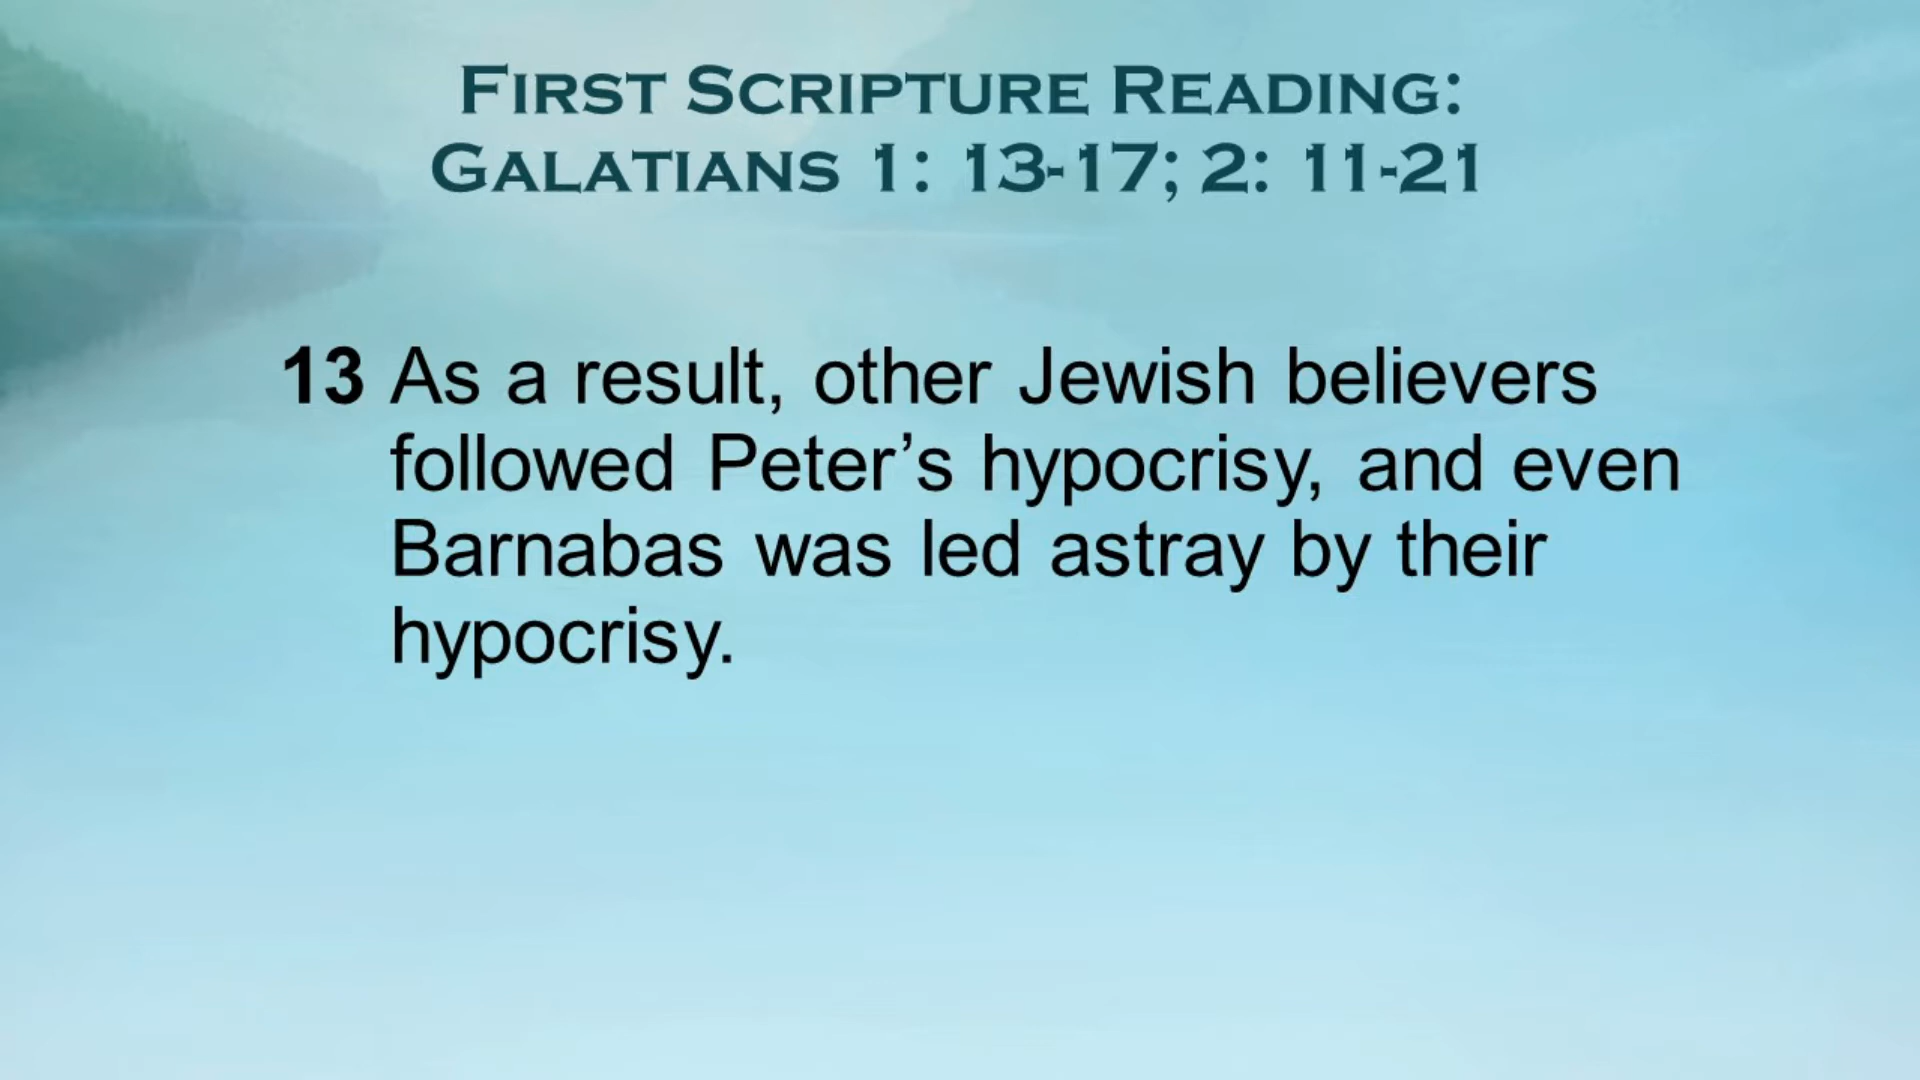 First Scripture Reading:
Galatians 1: 13-17; 2: 11-21
13 As a result, other Jewish believers
followed Peter’s hypocrisy, and even
Barnabas was led astray by their
hypocrisy.